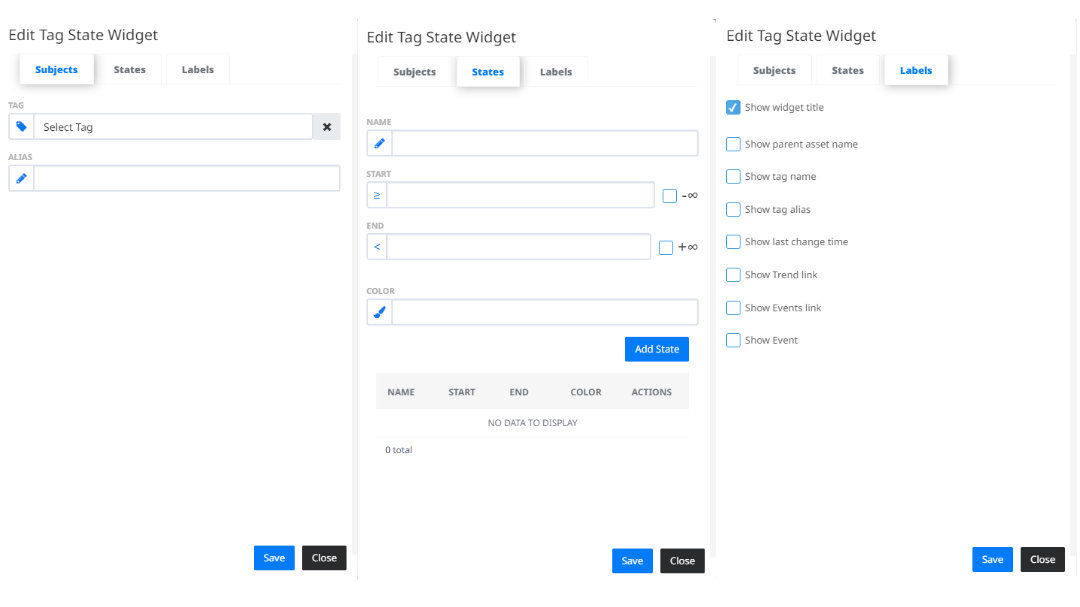 Edit Tag State Widget
Subjects States Labels
TAG
Select Tag
ALIAS
Save Close
Edit Tag State Widget
Subjects States Labels
NAME
START
≥ -∞
END
< +∞
COLOR
Add State
NAME START END COLOR ACTIONS
NO DATA TO DISPLAY
0 total
Save Close
Edit Tag State Widget
Subjects States Labels
Show widget title
Show parent asset name
Show tag name
Show tag alias
Show last change time
Show Trend link
Show Events link
Show Event
Save Close